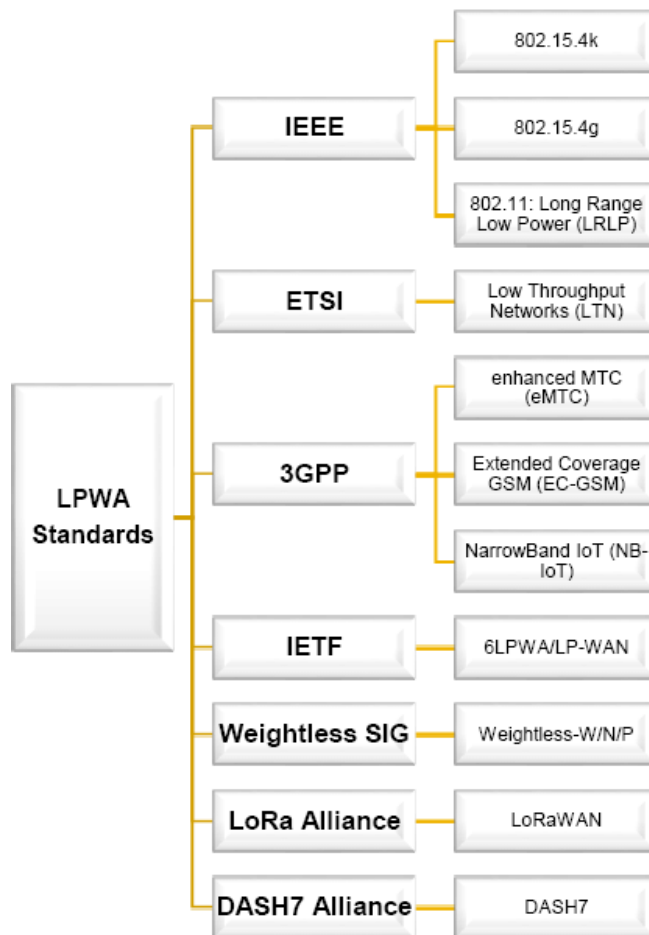 LPWA
Standards
IEEE
802.15.4k
802.15.4g
802.11: Long Range
Low Power (LRLP)
ETSI
Low Throughput
Networks (LTN)
3GPP
enhanced MTC
(eMTC)
Extended Coverage
GSM (EC-GSM)
NarrowBand IoT (NB-
IoT)
IETF
6LPWA/LP-WAN
Weightless SIG
Weightless-W/N/P
LoRa Alliance
LoRaWAN
DASH7 Alliance
DASH7